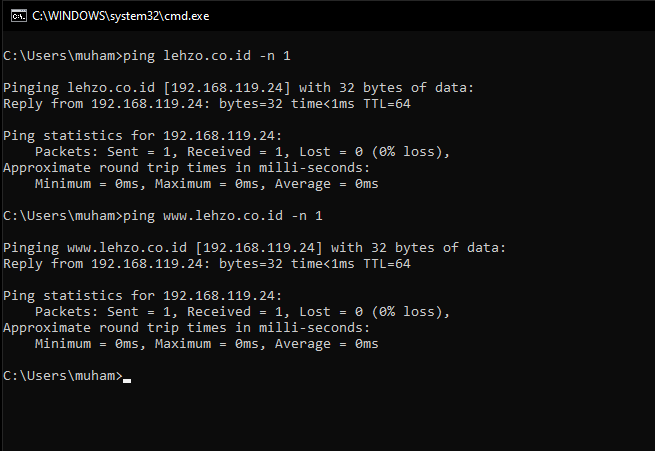 C:\WINDOWS\system32\cmd.exe
C:\Users\muham>ping lehzo.co.id -n 1
Pinging lehzo.co.id [192.168.119.24] with 32 bytes of data:
Reply from 192.168.119.24: bytes=32 time<1ms TTL=64
Ping statistics for 192.168.119.24:
    Packets: Sent = 1, Received = 1, Lost = 0 (0% loss),
Approximate round trip times in milli-seconds:
    Minimum = 0ms, Maximum = 0ms, Average = 0ms
C:\Users\muham>ping www.lehzo.co.id -n 1
Pinging www.lehzo.co.id [192.168.119.24] with 32 bytes of data:
Reply from 192.168.119.24: bytes=32 time<1ms TTL=64
Ping statistics for 192.168.119.24:
    Packets: Sent = 1, Received = 1, Lost = 0 (0% loss),
Approximate round trip times in milli-seconds:
    Minimum = 0ms, Maximum = 0ms, Average = 0ms
C:\Users\muham>